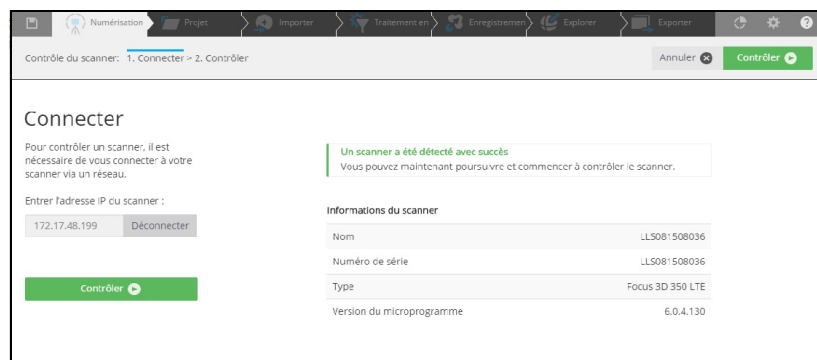 Numérisation Projet Importer Traitement en Enregistremen Explorer Exporter
Contrôle du scanner: 1. Connecter > 2. Contrôler Annuler Contrôler
Connecter
Pour contrôler un scanner, il est
nécessaire de vous connecter à votre
scanner via un réseau.
Entrer l'adresse IP du scanner :
172.17.48.199 Déconnecter
Contrôler
Un scanner a été détecté avec succès
Vous pouvez maintenant poursuivre et commencer à contrôler le scanner.
Informations du scanner
Nom LLS081508036
Numéro de série LLS081508036
Type Focus 3D 350 LTE
Version du microprogramme 6.0.4.130